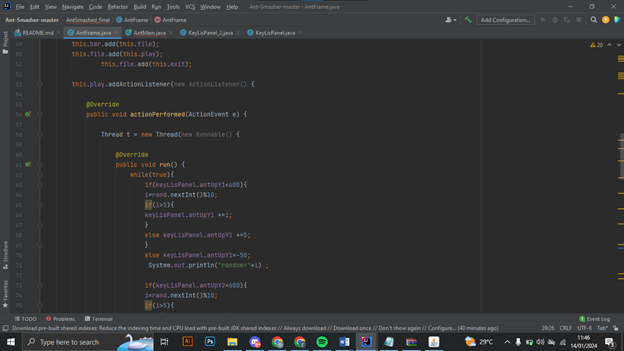 File Edit View Navigate Code Refactor Build Run Tools VCS Window Help Ant-Smasher-master - AntFrame.java
Ant-Smasher-master AntSmashed_final AntFrame AntFrame Add Configuration...
README.md AntFrame.java AntMain.java KeyLisPanel_2.java KeyLisPanel.java
Project
20
49 this.bar.add(this.file);
50 this.file.add(this.play);
51 this.file.add(this.exit);
52
53 this.play.addActionListener(new ActionListener() {
54
55 @Override
56 public void actionPerformed(ActionEvent e) {
57
58 Thread t = new Thread(new Runnable() {
59
60 @Override
61 public void run() {
62 while(true){
63 if(keyLisPanel.antUpY1<600){
64 i=rand.nextInt()%10;
65 if(i>5){
66 keyLisPanel.antUpY1 +=i;
67 }
68 else keyLisPanel.antUpY1 +=5;
69 }
70 else keyLisPanel.antUpY1=-50;
71 System.out.println("random="+i) ;
72
73 if(keyLisPanel.antUpY2<600){
74 i=rand.nextInt()%10;
75 if(i>5){
Structure
Favorites
TODO Problems Terminal Event Log
Download pre-built shared indexes: Reduce the indexing time and CPU load with pre-built JDK shared indexes // Always download // Download once // Don't show again // Configure... (40 minutes ago) 39:26 CRLF UTF-8 Tab*
Type here to search 29°C 11:46
14/01/2024